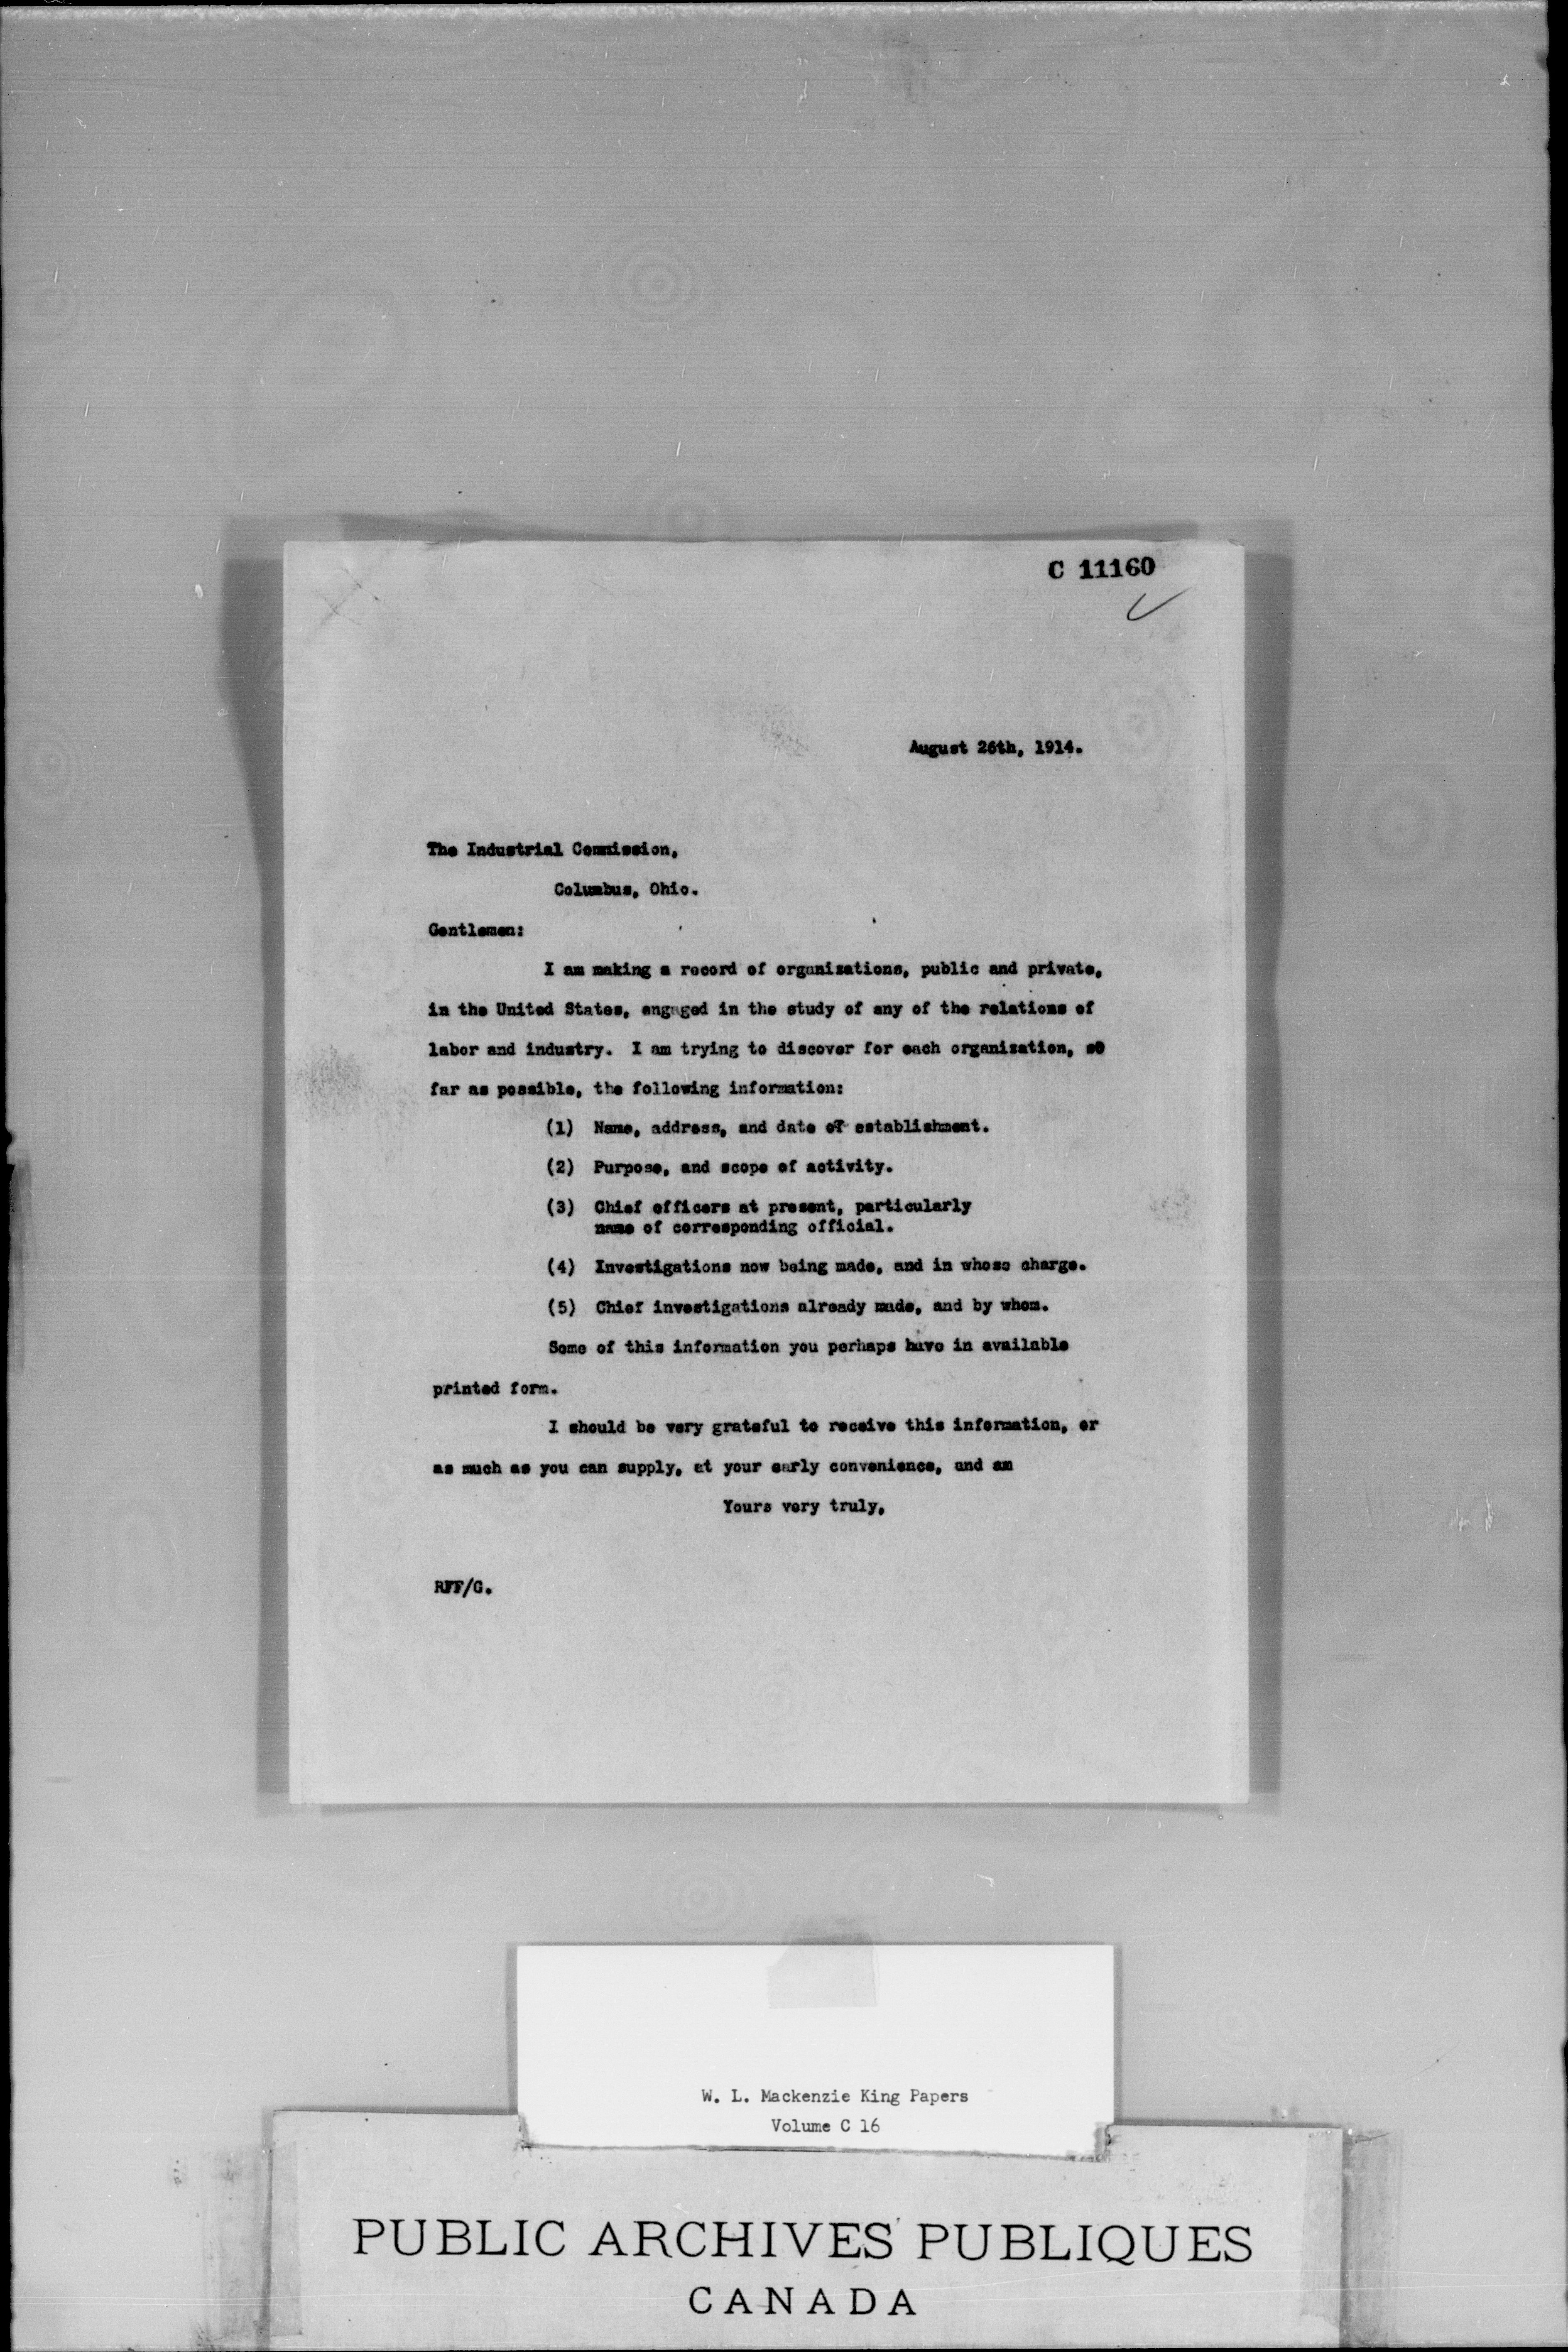 C 11160
August 26th, 1914.
The Industrial Commission,
Columbus, Ohio.
Gentlemen:
I am making a record of organizations, public and private,
in the United States, engaged in the study of any of the relations of
labor and industry. I am trying to discover for each organization, so
far as possible, the following information:
(1) Name, address, and date of establishment.
(2) Purpose, and scope of activity.
(3) Chief officers at present, particularly
name of corresponding official.
(4) Investigations now being made, and in whose charge.
(5) Chief investigations already made, and by whom.
Some of this information you perhaps have in available
printed form.
I should be very grateful to receive this information, or
as much as you can supply, at your early convenience, and am
Yours very truly,
RFF/G.
W. L. Mackenzie King Papers
Volume C 16
PUBLIC ARCHIVES PUBLIQUES
CANADA